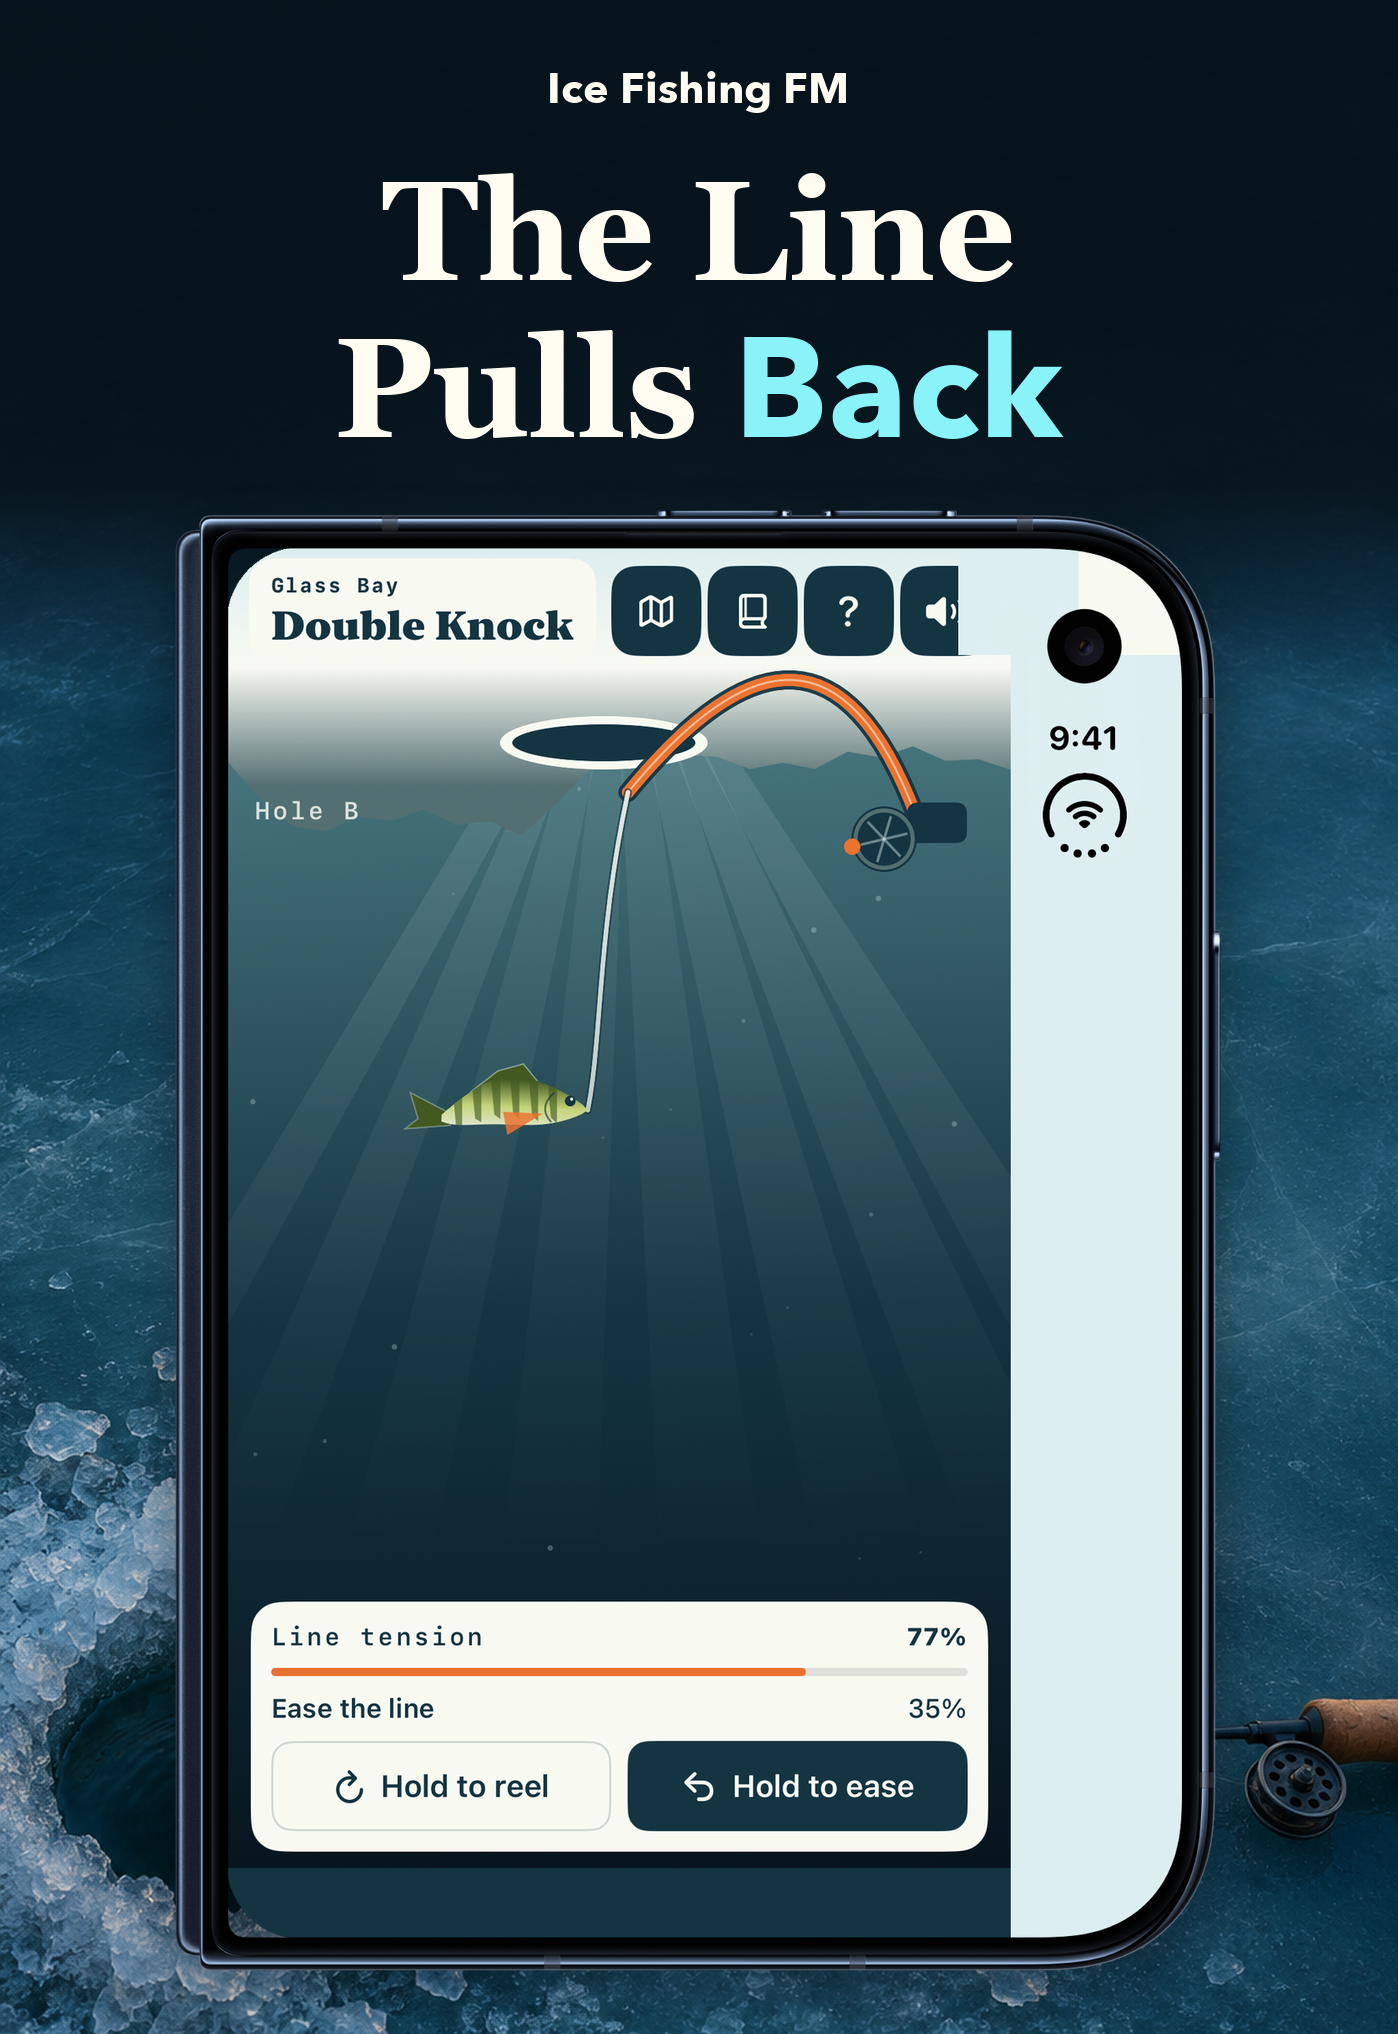 Ice Fishing FM
The Line
Pulls Back
Glass Bay
Double Knock
?
9:41
Hole B
Line tension 77%
Ease the line 35%
Hold to reel
Hold to ease